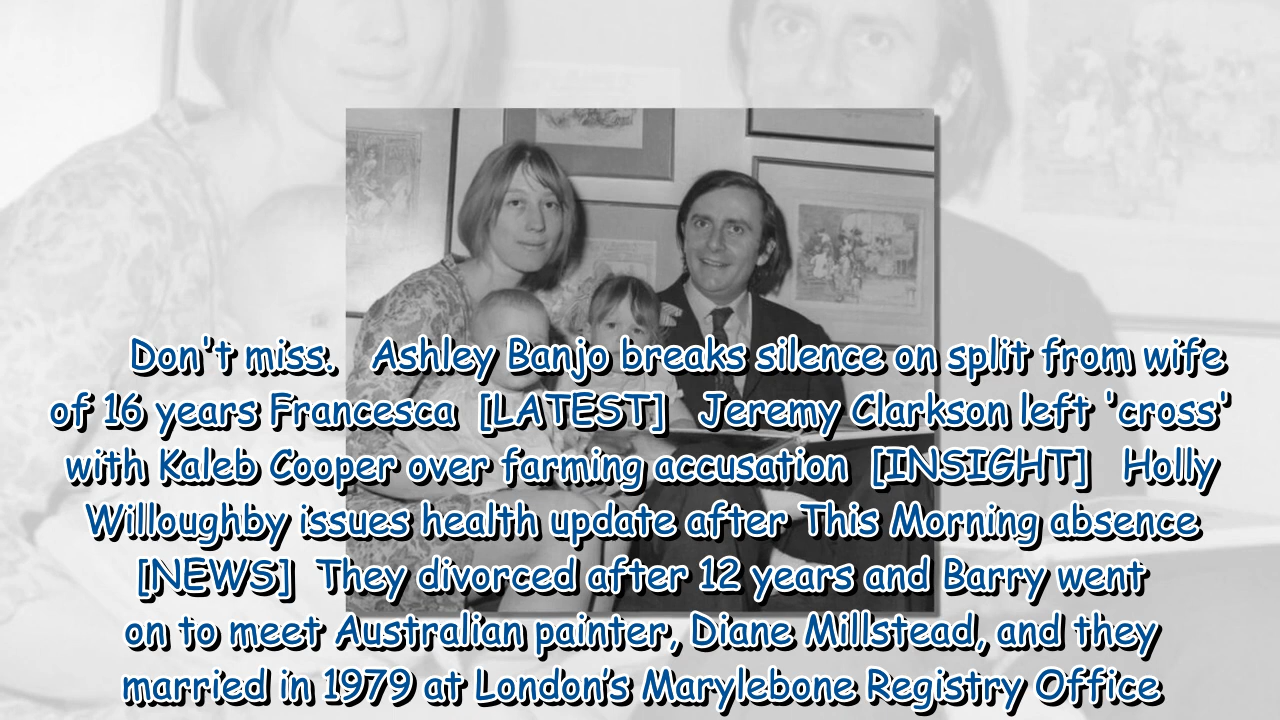 Don't miss. Ashley Banjo breaks silence on split from wife
of 16 years Francesca [LATEST] Jeremy Clarkson left 'cross'
with Kaleb Cooper over farming accusation [INSIGHT] Holly
Willoughby issues health update after This Morning absence
[NEWS] They divorced after 12 years and Barry went
on to meet Australian painter, Diane Millstead, and they
married in 1979 at London’s Marylebone Registry Office